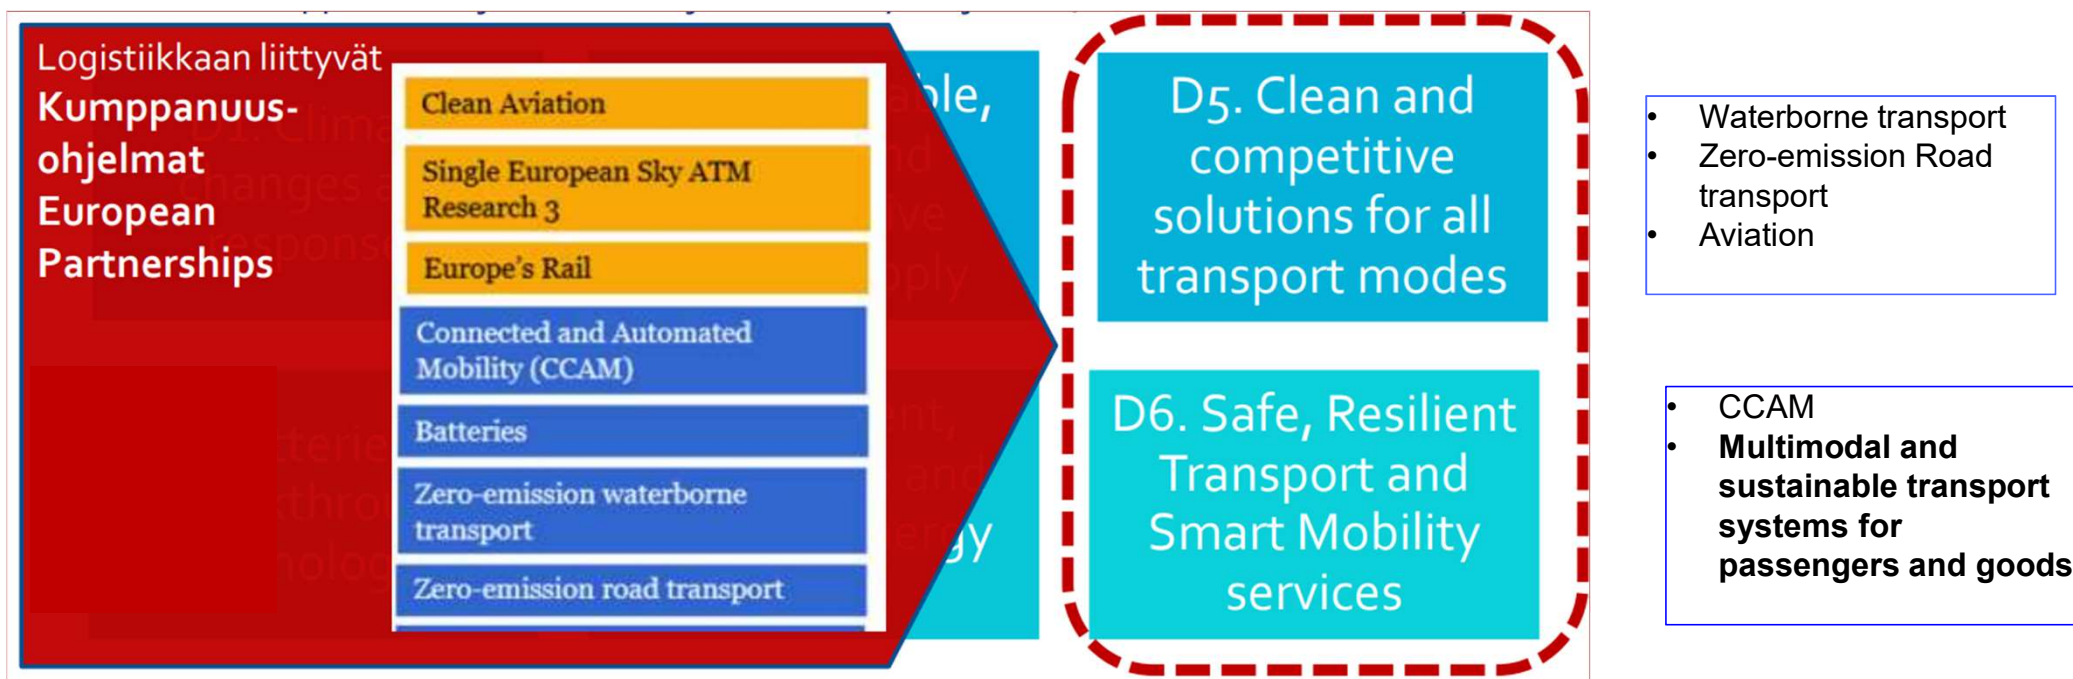 Logistiikkaan liittyvät
Kumppanuus-
ohjelmat
European
Partnerships
Clean Aviation
Single European Sky ATM
Research 3
Europe's Rail
Connected and Automated
Mobility (CCAM)
Batteries
Zero-emission waterborne
transport
Zero-emission road transport
D5. Clean and
competitive
solutions for all
transport modes
D6. Safe, Resilient
Transport and
Smart Mobility
services
• Waterborne transport
• Zero-emission Road
transport
• Aviation
• CCAM
• Multimodal and
sustainable transport
systems for
passengers and goods